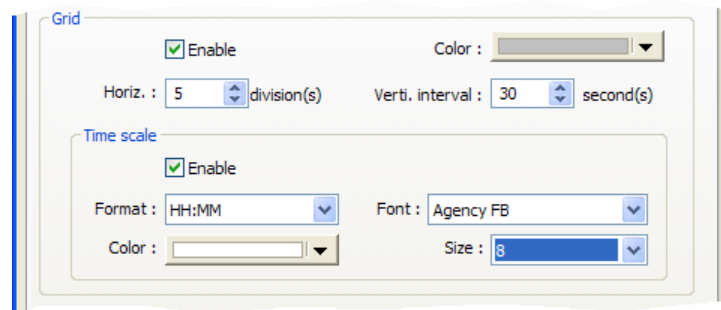 Grid
Enable Color :
Horiz. : 5 division(s) Verti. interval : 30 second(s)
Time scale
Enable
Format : HH:MM Font : Agency FB
Color : Size : 8